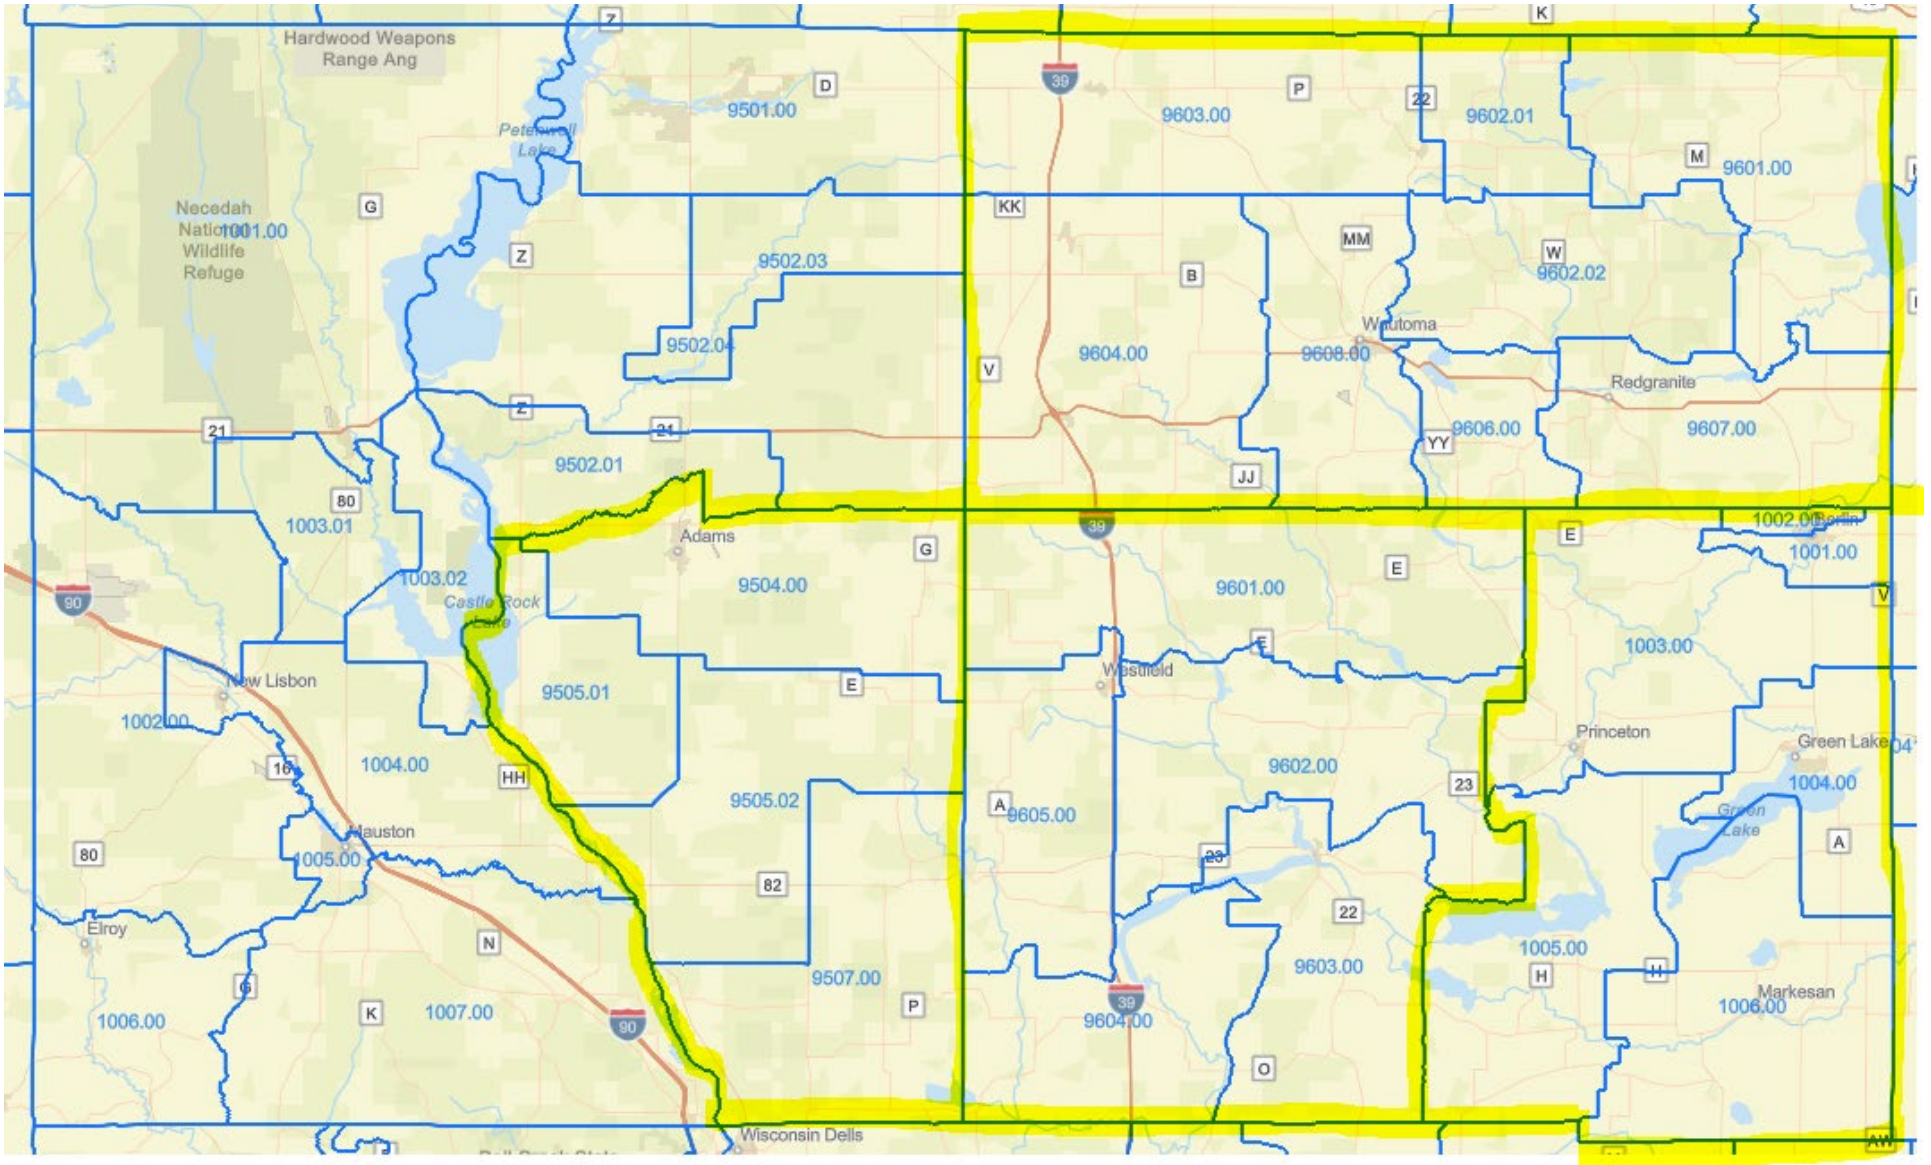 Z
K
Hardwood Weapons
Range Ang
39
D
P
22
9501.00
9603.00
9602.01
Petenwell
Lake
M
9601.00
Necedah
National
Wildlife
Refuge
1001.00
G
KK
MM
Z
9502.03
B
W
9602.02
9502.04
Wautoma
9604.00
9608.00
V
Redgranite
Z
21
21
9502.01
YY
9606.00
9607.00
JJ
80
1003.01
39
1002.00
Berlin
Adams
G
E
1001.00
1003.02
9504.00
E
9601.00
90
Castle Rock
Lake
V
E
1003.00
Westfield
New Lisbon
9505.01
E
1002.00
Princeton
Green Lake
16
1004.00
HH
9602.00
23
1004.00
9505.02
A
9605.00
Green
Lake
Mauston
1005.00
80
23
A
82
22
Elroy
N
1005.00
9507.00
9603.00
H
H
G
Markesan
1006.00
K
1007.00
90
P
39
9604.00
1006.00
O
Wisconsin Dells
AW